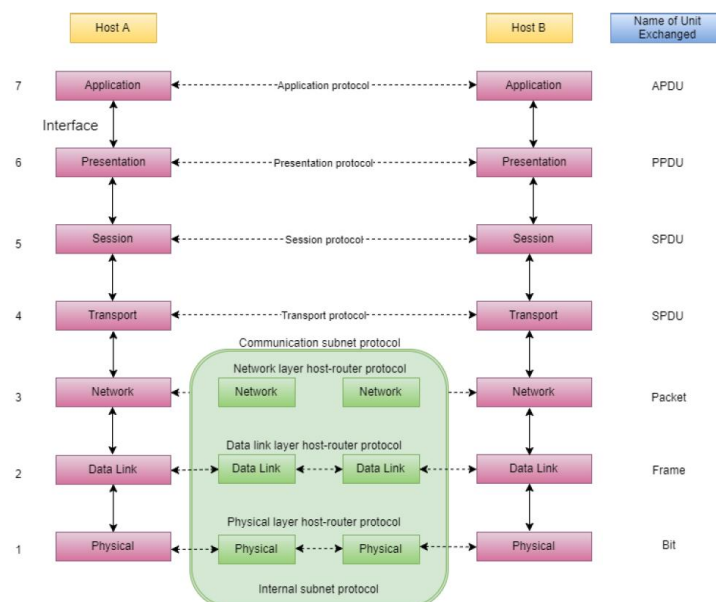 Host A
Host B
Name of Unit
Exchanged
7
Application
Application protocol
Application
APDU
Interface
6
Presentation
Presentation protocol
Presentation
PPDU
5
Session
Session protocol
Session
SPDU
4
Transport
Transport protocol
Transport
SPDU
Communication subnet protocol
Network layer host-router protocol
3
Network
Network
Network
Network
Packet
Data link layer host-router protocol
2
Data Link
Data Link
Data Link
Data Link
Frame
Physical layer host-router protocol
1
Physical
Physical
Physical
Physical
Bit
Internal subnet protocol